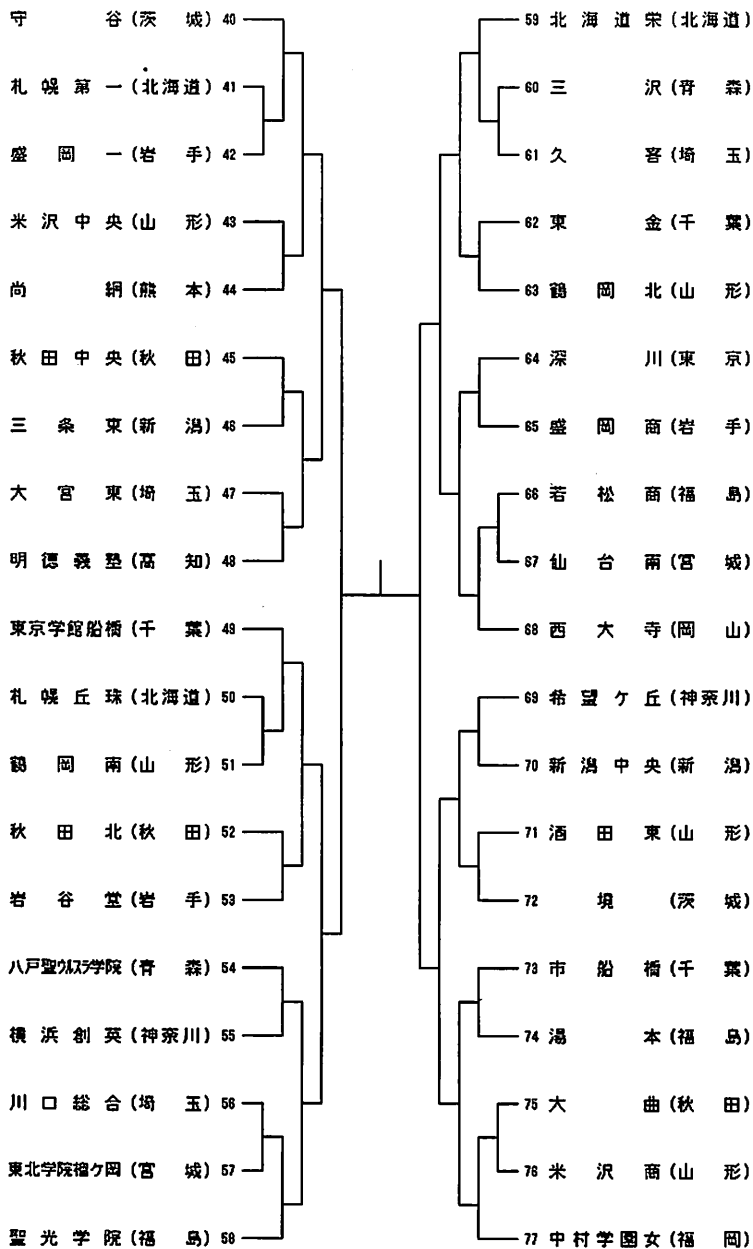 守谷(茨城) 40
札幌第一(北海道) 41
盛岡一(岩手) 42
米沢中央(山形) 43
尚絅(熊本) 44
秋田中央(秋田) 45
三条東(新潟) 46
大宮東(埼玉) 47
明徳義塾(高知) 48
東京学館船橋(千葉) 49
札幌丘珠(北海道) 50
鶴岡南(山形) 51
秋田北(秋田) 52
岩谷堂(岩手) 53
八戸聖ウルスラ学院(青森) 54
横浜創英(神奈川) 55
川口総合(埼玉) 56
東北学院榴ケ岡(宮城) 57
聖光学院(福島) 58
59 北海道栄(北海道)
60 三沢(青森)
61 久喜(埼玉)
62 東金(千葉)
63 鶴岡北(山形)
64 深川(東京)
65 盛岡商(岩手)
66 若松商(福島)
67 仙台南(宮城)
68 西大寺(岡山)
69 希望ケ丘(神奈川)
70 新潟中央(新潟)
71 酒田東(山形)
72 境(茨城)
73 市船橋(千葉)
74 湯本(福島)
75 大曲(秋田)
76 米沢商(山形)
77 中村学園女(福岡)